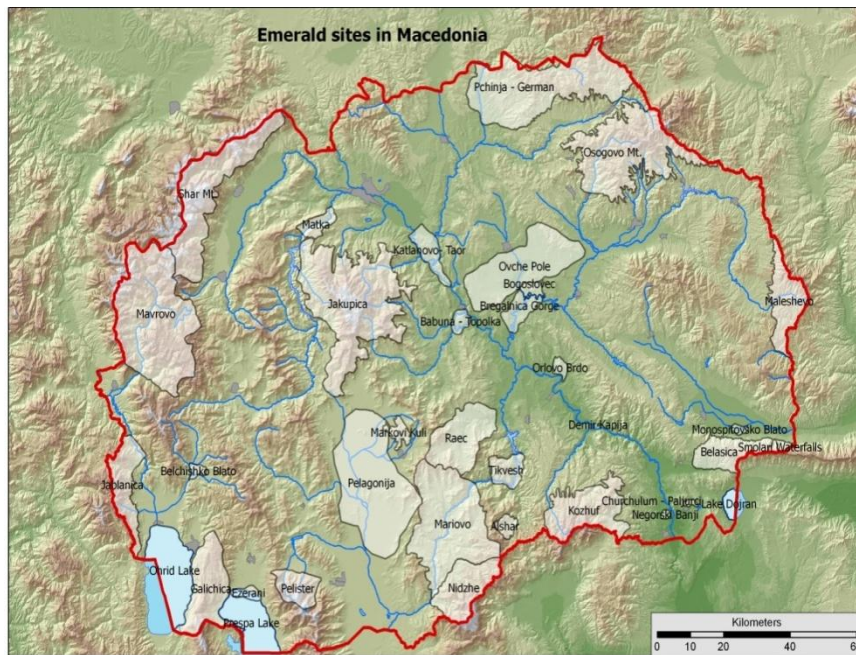 Emerald sites in Macedonia
Pchinja - German
Osogovo Mt.
Shar Mt.
Matka
Katlanovo- Taor
Ovche Pole
Bogoslovec
Bregalnica Gorge
Jakupica
Maleshevo
Mavrovo
Babuna - Topolka
Orlovo Brdo
Demir Kapija
Markovi Kuli
Raec
Monospitovsko Blato
Smolari Waterfalls
Belasica
Belchishko Blato
Tikvesh
Jablanica
Pelagonija
Mariovo
Churchulum - Paljurci
Lake Dojran
Kozhuf
Negorski Banji
Alshar
Ohrid Lake
Galichica
Ezerani
Pelister
Nidzhe
Prespa Lake
Kilometers
0 10 20 40